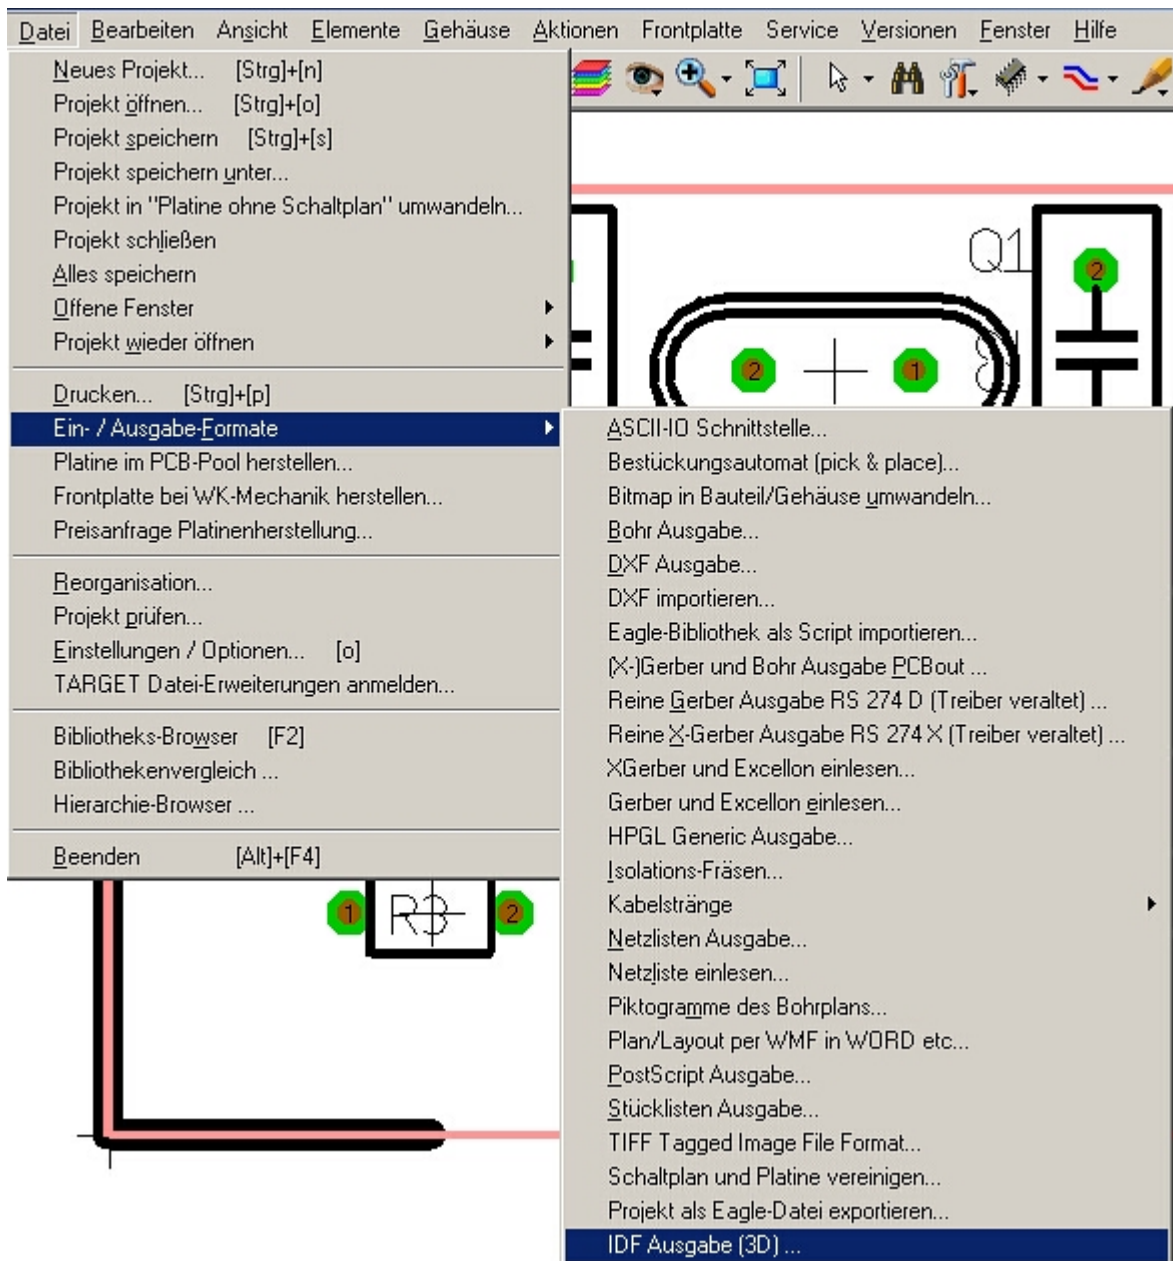 Datei Bearbeiten Ansicht Elemente Gehäuse Aktionen Frontplatte Service Versionen Fenster Hilfe
Neues Projekt... [Strg]+[n]
Projekt öffnen... [Strg]+[o]
Projekt speichern [Strg]+[s]
Projekt speichern unter...
Projekt in "Platine ohne Schaltplan" umwandeln...
Projekt schließen
Alles speichern
Offene Fenster
Projekt wieder öffnen
Drucken... [Strg]+[p]
Ein- / Ausgabe-Formate
Platine im PCB-Pool herstellen...
Frontplatte bei WK-Mechanik herstellen...
Preisanfrage Platinenherstellung...
Reorganisation...
Projekt prüfen...
Einstellungen / Optionen... [o]
TARGET Datei-Erweiterungen anmelden...
Bibliotheks-Browser [F2]
Bibliothekenvergleich ...
Hierarchie-Browser ...
Beenden [Alt]+[F4]
Q1
2
2
1
ASCII-IO Schnittstelle...
Bestückungsautomat (pick & place)...
Bitmap in Bauteil/Gehäuse umwandeln...
Bohr Ausgabe...
DXF Ausgabe...
DXF importieren...
Eagle-Bibliothek als Script importieren...
(X-)Gerber und Bohr Ausgabe PCBout ...
Reine Gerber Ausgabe RS 274 D (Treiber veraltet) ...
Reine X-Gerber Ausgabe RS 274 X (Treiber veraltet) ...
XGerber und Excellon einlesen...
Gerber und Excellon einlesen...
HPGL Generic Ausgabe...
Isolations-Fräsen...
Kabelstränge
Netzlisten Ausgabe...
Netzliste einlesen...
Piktogramme des Bohrplans...
Plan/Layout per WMF in WORD etc...
PostScript Ausgabe...
Stücklisten Ausgabe...
TIFF Tagged Image File Format...
Schaltplan und Platine vereinigen...
Projekt als Eagle-Datei exportieren...
IDF Ausgabe (3D) ...
1 R3 2